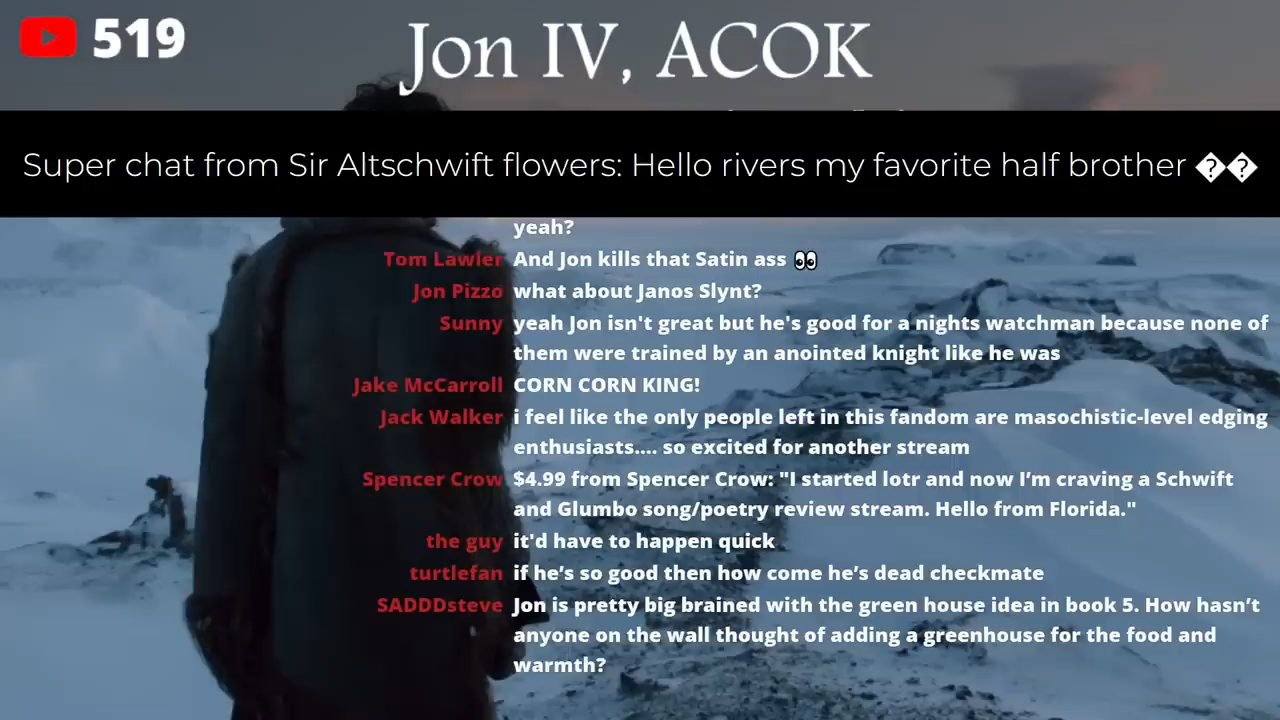 519
Jon IV, ACOK
Super chat from Sir Altschwift flowers: Hello rivers my favorite half brother ��
yeah?
Tom Lawler And Jon kills that Satin ass 👀
Jon Pizzo what about Janos Slynt?
Sunny yeah Jon isn't great but he's good for a nights watchman because none of
them were trained by an anointed knight like he was
Jake McCarroll CORN CORN KING!
Jack Walker i feel like the only people left in this fandom are masochistic-level edging
enthusiasts.... so excited for another stream
Spencer Crow $4.99 from Spencer Crow: "I started lotr and now I’m craving a Schwift
and Glumbo song/poetry review stream. Hello from Florida."
the guy it'd have to happen quick
turtlefan if he’s so good then how come he’s dead checkmate
SADDDsteve Jon is pretty big brained with the green house idea in book 5. How hasn’t
anyone on the wall thought of adding a greenhouse for the food and
warmth?